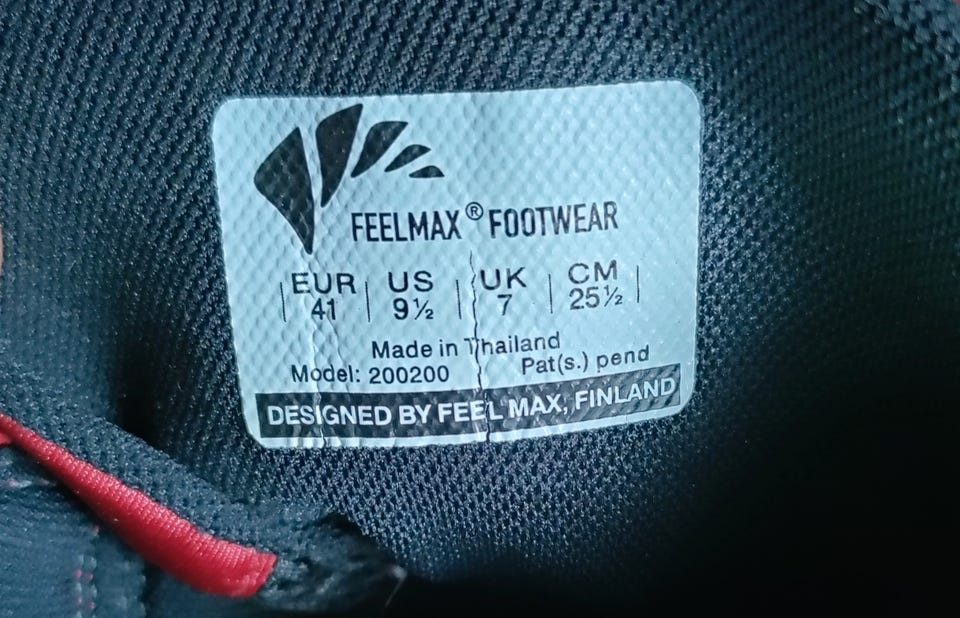 FEELMAX® FOOTWEAR
EUR US UK CM
41 9½ 7 25½
Made in Thailand
Model: 200200 Pat(s.) pend
DESIGNED BY FEEL MAX, FINLAND